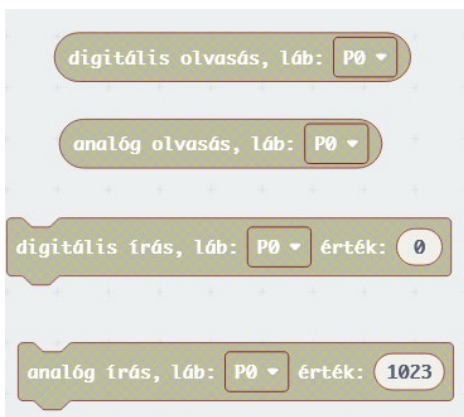 digitális olvasás, láb: P0
analóg olvasás, láb: P0
digitális írás, láb: P0 érték: 0
analóg írás, láb: P0 érték: 1023